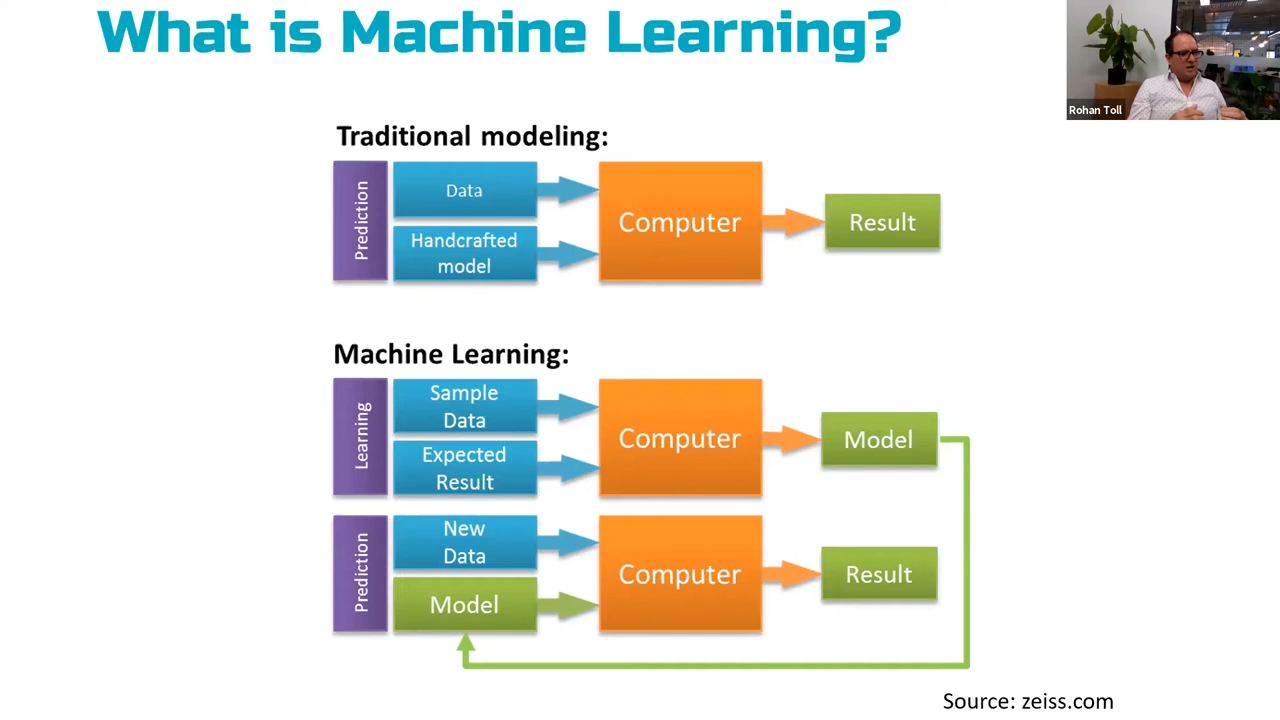 What is Machine Learning?
Rohan Toll
Traditional modeling:
Prediction
Data
Handcrafted
model
Computer
Result
Machine Learning:
Learning
Sample
Data
Expected
Result
Computer
Model
Prediction
New
Data
Model
Computer
Result
Source: zeiss.com